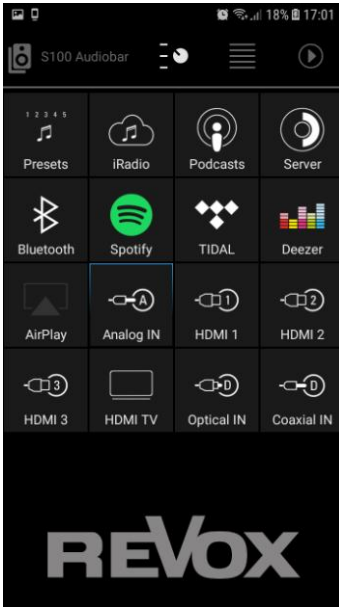 18% 17:01
S100 Audiobar
1 2 3 4 5
Presets iRadio Podcasts Server
Bluetooth Spotify TIDAL Deezer
A 1 2
AirPlay Analog IN HDMI 1 HDMI 2
3 D D
HDMI 3 HDMI TV Optical IN Coaxial IN
REVOX